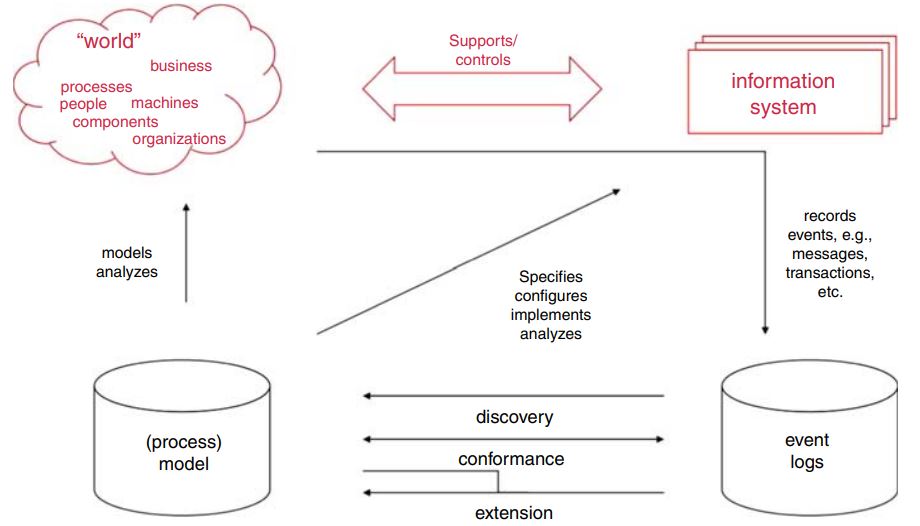 “world”
business
processes
people machines
components
organizations
Supports/
controls
information
system
models
analyzes
Specifies
configures
implements
analyzes
records
events, e.g.,
messages,
transactions,
etc.
(process)
model
discovery
conformance
extension
event
logs